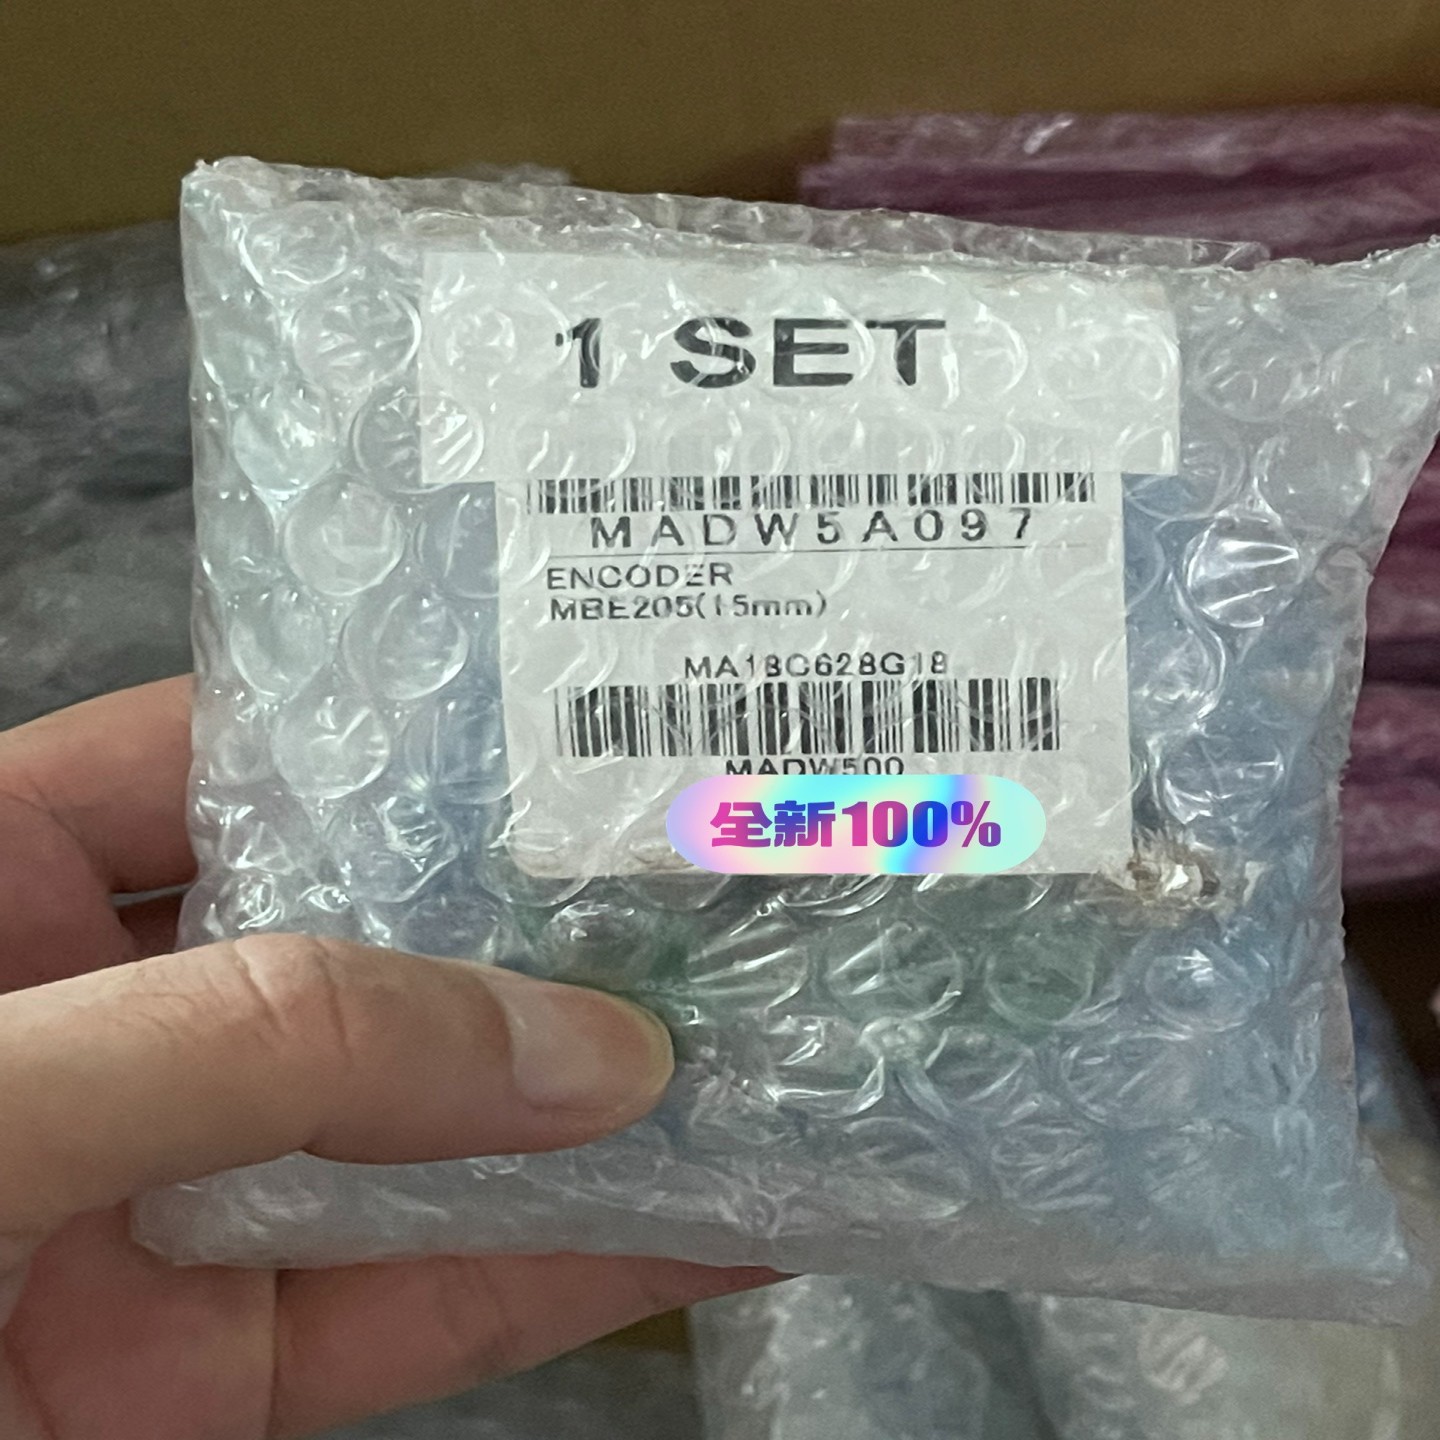 1 SET
MADW5A097
ENCODER
MBE205(15mm)
MA18C628G18
MADW500
全新100%